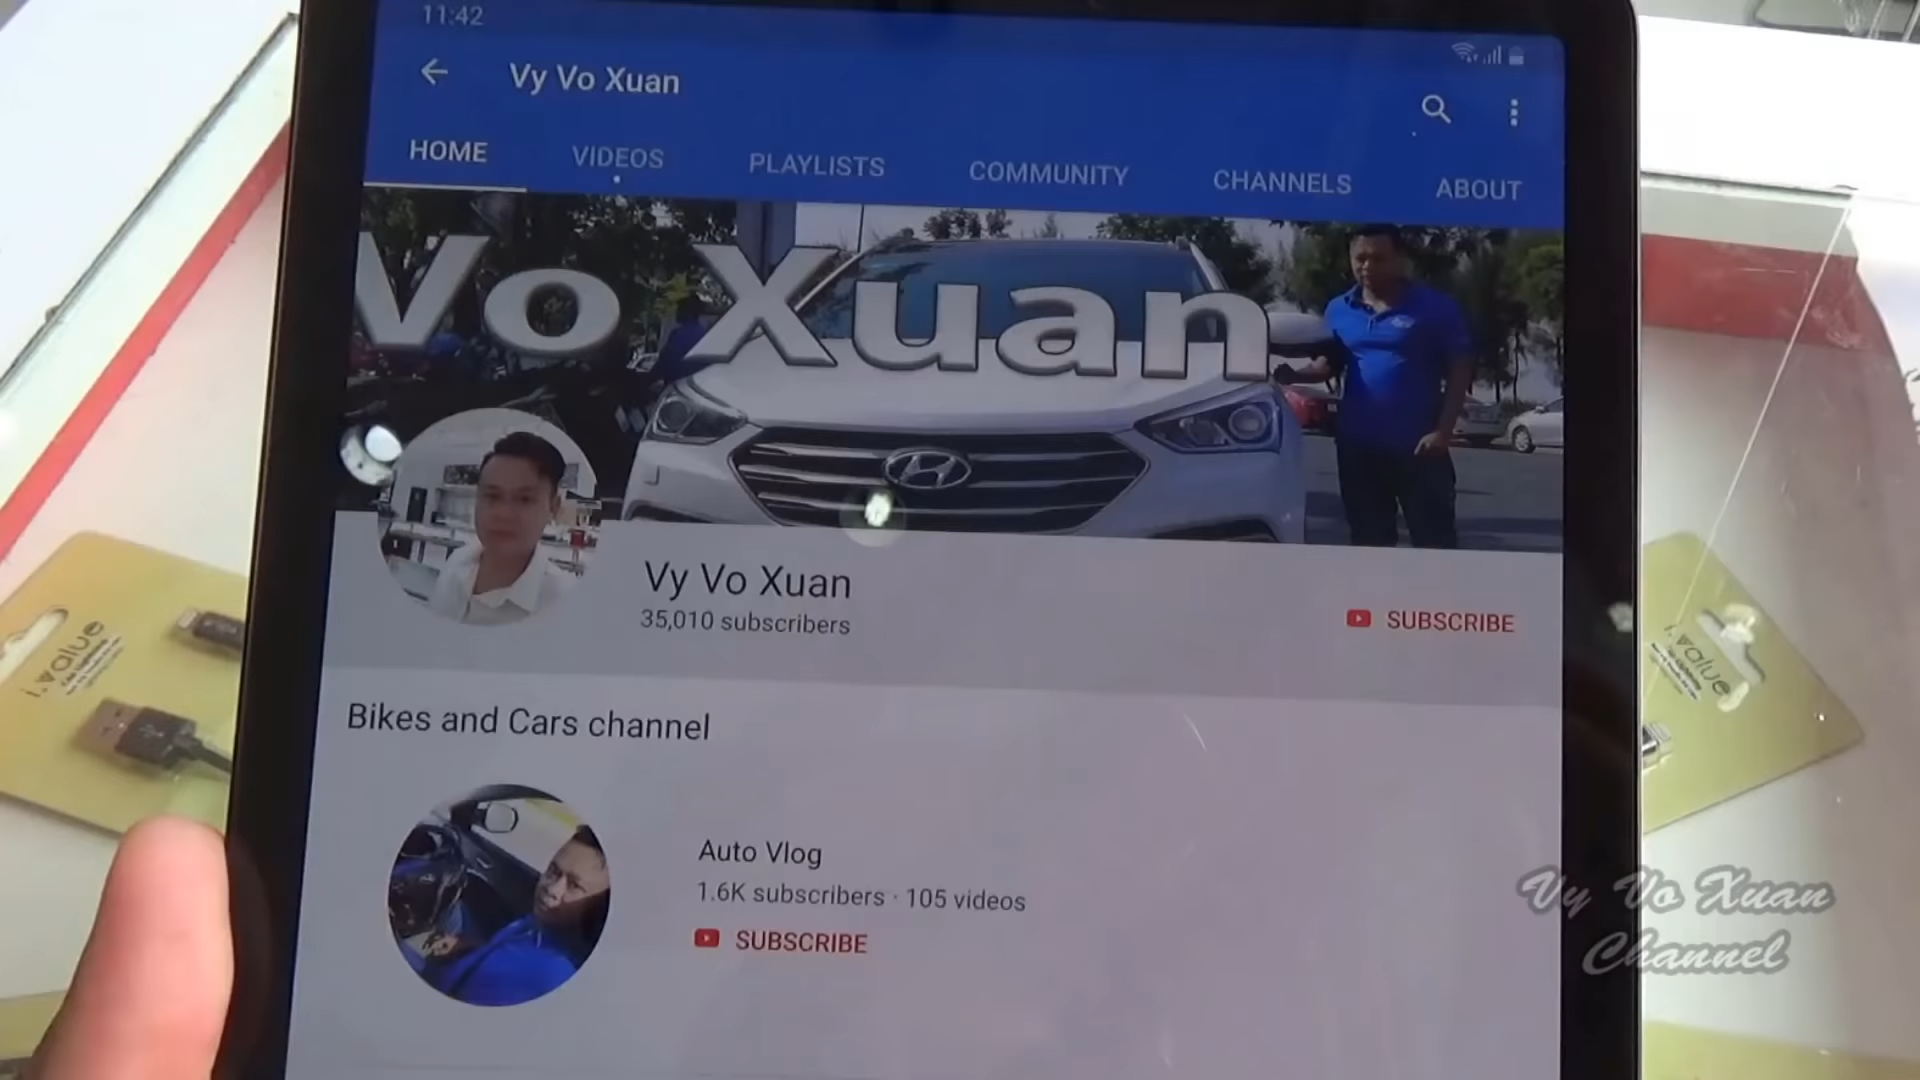 11:42
Vy Vo Xuan
HOME VIDEOS PLAYLISTS COMMUNITY CHANNELS ABOUT
Vo Xuan
Vy Vo Xuan
35,010 subscribers
SUBSCRIBE
Bikes and Cars channel
Auto Vlog
1.6K subscribers · 105 videos
SUBSCRIBE
i.value
i.value
Vy Vo Xuan
Channel